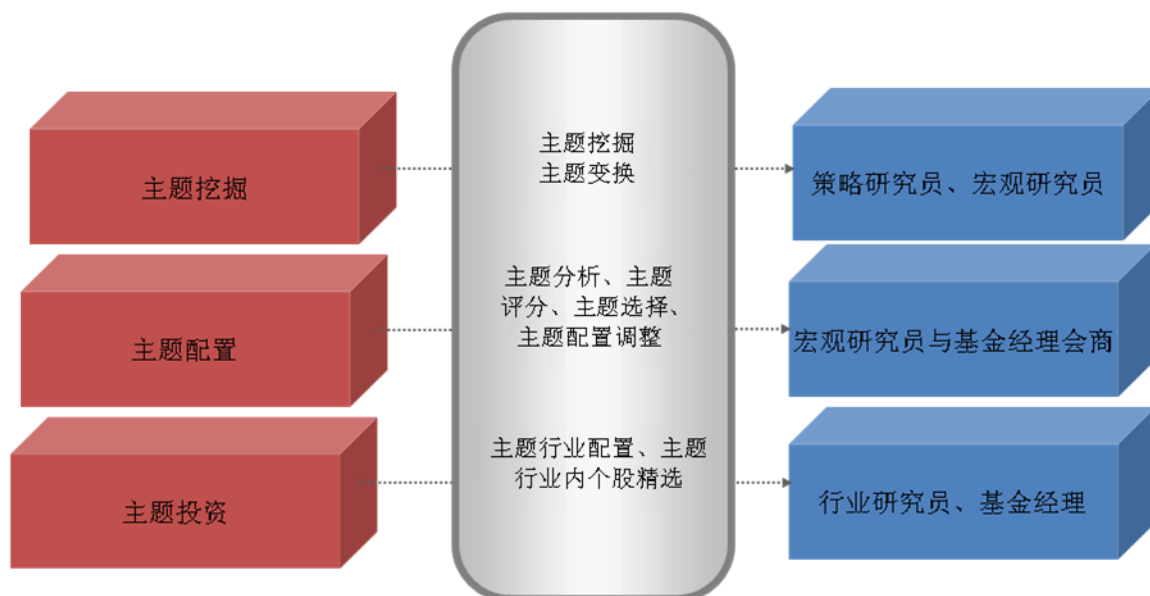 主题挖掘
主题挖掘
主题变换
策略研究员、宏观研究员
主题配置
主题分析、主题
评分、主题选择、
主题配置调整
宏观研究员与基金经理会商
主题投资
主题行业配置、主题
行业内个股精选
行业研究员、基金经理